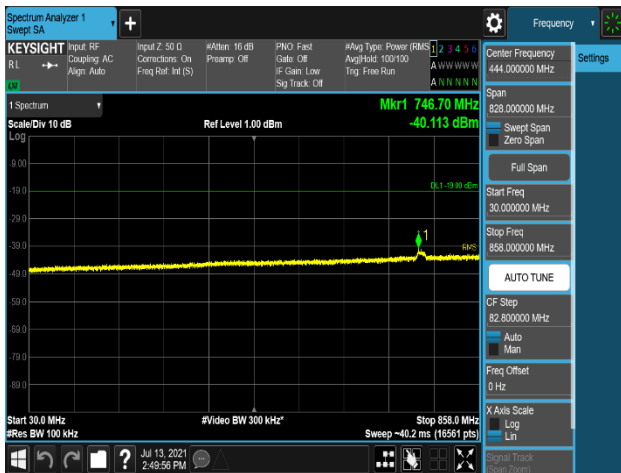 Spectrum Analyzer 1
Swept SA
+
Frequency
KEYSIGHT
R L
Input: RF
Coupling: AC
Align: Auto
Input Z: 50 Ω
Corrections: On
Freq Ref: Int (S)
#Atten: 16 dB
Preamp: Off
PNO: Fast
Gate: Off
IF Gain: Low
Sig Track: Off
#Avg Type: Power (RMS
Avg|Hold: 100/100
Trig: Free Run
1 2 3 4 5 6
A W W W W W
A N N N N N
1 Spectrum
Scale/Div 10 dB
Log
Ref Level 1.00 dBm
Mkr1 746.70 MHz
-40.113 dBm
-9.00
-19.0
DL1 -19.00 dBm
-29.0
-39.0
1
RMS
-49.0
-59.0
-69.0
-79.0
-89.0
Start 30.0 MHz
#Res BW 100 kHz
#Video BW 300 kHz*
Stop 858.0 MHz
Sweep ~40.2 ms (16561 pts)
?
Jul 13, 2021
2:49:56 PM
Settings
Center Frequency
444.000000 MHz
Span
828.000000 MHz
Swept Span
Zero Span
Full Span
Start Freq
30.000000 MHz
Stop Freq
858.000000 MHz
AUTO TUNE
CF Step
82.800000 MHz
Auto
Man
Freq Offset
0 Hz
X Axis Scale
Log
Lin
Signal Track
(Span Zoom)